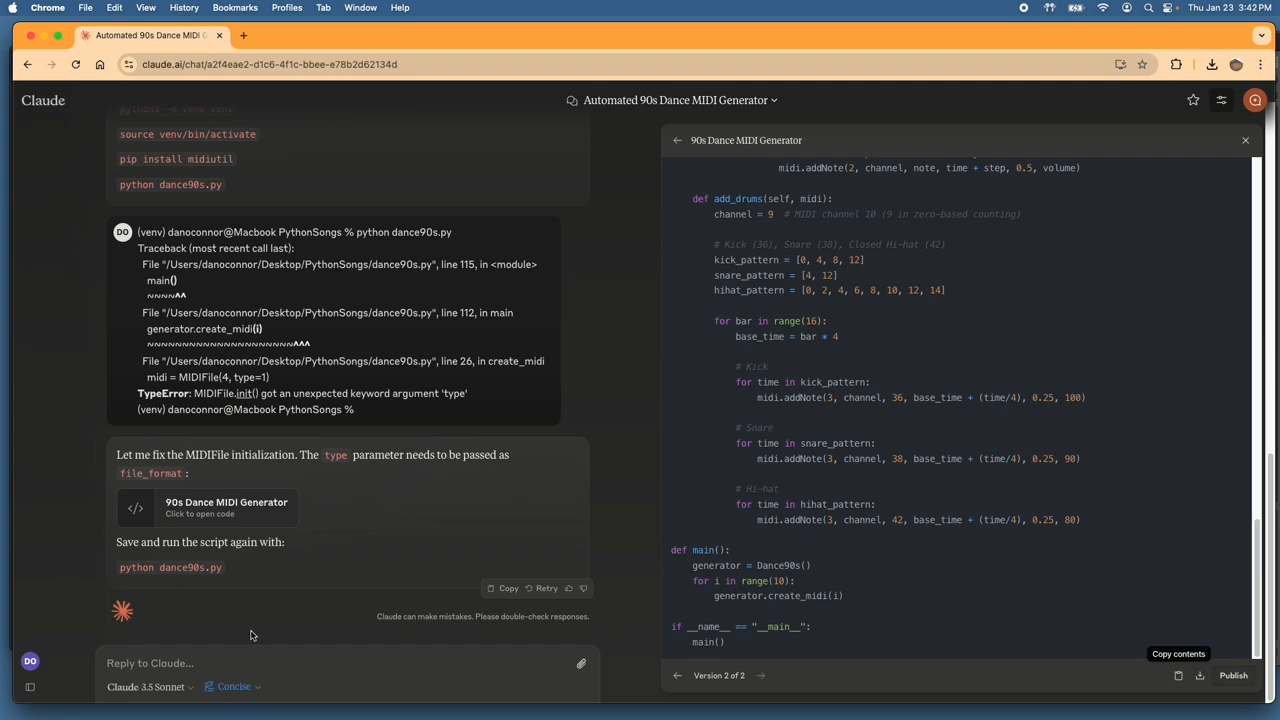 Chrome File Edit View History Bookmarks Profiles Tab Window Help Thu Jan 23 3:42 PM
Automated 90s Dance MIDI G
claude.ai/chat/a2f4eae2-d1c6-4f1c-bbee-e78b2d62134d
Claude
Automated 90s Dance MIDI Generator
python3 -m venv venv
source venv/bin/activate
pip install midiutil
python dance90s.py
DO
(venv) danoconner@Macbook PythonSongs % python dance90s.py
Traceback (most recent call last):
File "/Users/danoconnor/Desktop/PythonSongs/dance90s.py", line 115, in <module>
main()
~~~~^^
File "/Users/danoconnor/Desktop/PythonSongs/dance90s.py", line 112, in main
generator.create_midi(i)
~~~~~~~~~~~~~~~~~~~~~^^^
File "/Users/danoconnor/Desktop/PythonSongs/dance90s.py", line 26, in create_midi
midi = MIDIFile(4, type=1)
TypeError: MIDIFile.init() got an unexpected keyword argument 'type'
(venv) danoconnor@Macbook PythonSongs %
Let me fix the MIDIFile initialization. The type parameter needs to be passed as
file_format:
</>
90s Dance MIDI Generator
Click to open code
Save and run the script again with:
python dance90s.py
Copy Retry
Claude can make mistakes. Please double-check responses.
DO
Reply to Claude...
Claude 3.5 Sonnet Concise
90s Dance MIDI Generator
midi.addNote(2, channel, note, time + step, 0.5, volume)
def add_drums(self, midi):
channel = 9 # MIDI channel 10 (9 in zero-based counting)
# Kick (36), Snare (38), Closed Hi-hat (42)
kick_pattern = [0, 4, 8, 12]
snare_pattern = [4, 12]
hihat_pattern = [0, 2, 4, 6, 8, 10, 12, 14]
for bar in range(16):
base_time = bar * 4
# Kick
for time in kick_pattern:
midi.addNote(3, channel, 36, base_time + (time/4), 0.25, 100)
# Snare
for time in snare_pattern:
midi.addNote(3, channel, 38, base_time + (time/4), 0.25, 90)
# Hi-hat
for time in hihat_pattern:
midi.addNote(3, channel, 42, base_time + (time/4), 0.25, 80)
def main():
generator = Dance90s()
for i in range(10):
generator.create_midi(i)
if __name__ == "__main__":
main()
Copy contents
Version 2 of 2
Publish